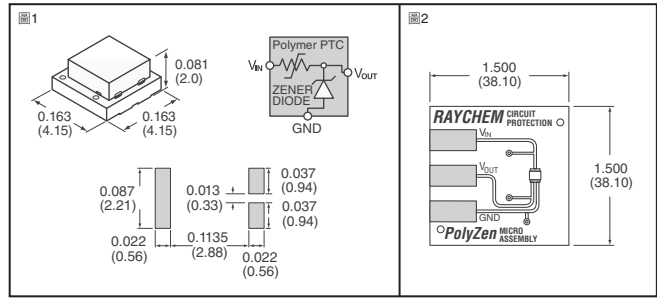 図1
0.081
(2.0)
0.163
(4.15)
0.163
(4.15)
Polymer PTC
VIN
VOUT
ZENER
DIODE
GND
0.087
(2.21)
0.013
(0.33)
0.037
(0.94)
0.037
(0.94)
0.022
(0.56)
0.1135
(2.88)
0.022
(0.56)
図2
1.500
(38.10)
RAYCHEM CIRCUIT
PROTECTION
VIN
VOUT
GND
1.500
(38.10)
PolyZen MICRO
ASSEMBLY